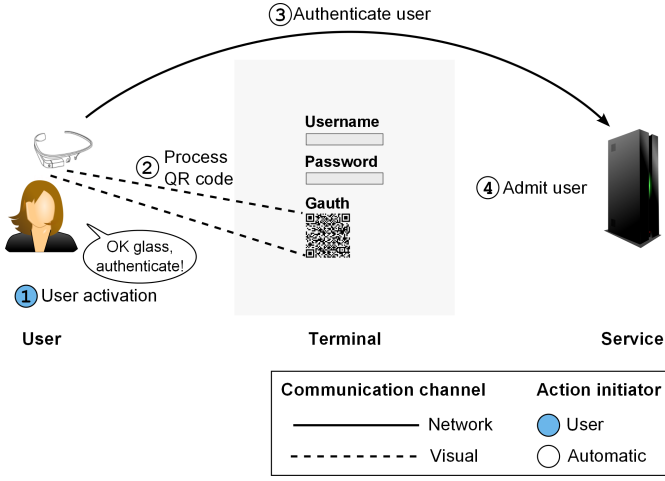 3 Authenticate user
Username
2 Process
QR code
Password
4 Admit user
Gauth
OK glass,
authenticate!
1 User activation
User
Terminal
Service
Communication channel
Action initiator
Network
User
Visual
Automatic